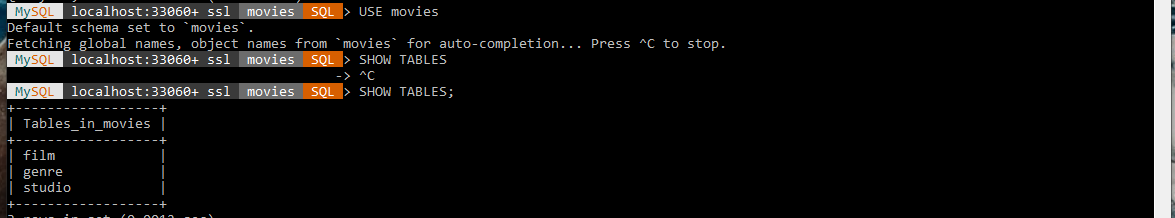 MySQL localhost:33060+ ssl movies SQL > USE movies
Default schema set to `movies`.
Fetching global names, object names from `movies` for auto-completion... Press ^C to stop.
MySQL localhost:33060+ ssl movies SQL > SHOW TABLES
-> ^C
MySQL localhost:33060+ ssl movies SQL > SHOW TABLES;
+------------------+
| Tables_in_movies |
+------------------+
| film             |
| genre            |
| studio           |
+------------------+